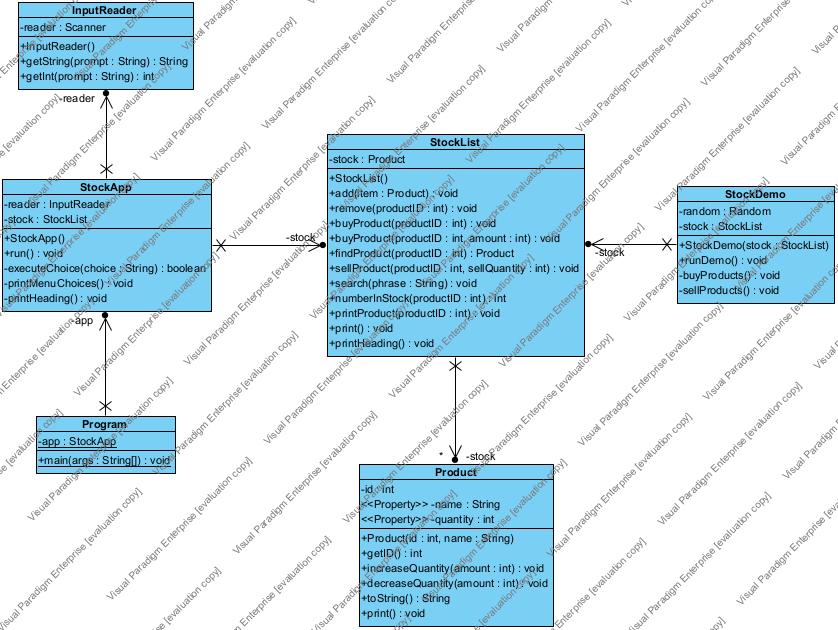 InputReader
-reader : Scanner
+InputReader()
+getString(prompt : String) : String
+getInt(prompt : String) : int
-reader
StockApp
-reader : InputReader
-stock : StockList
+StockApp()
+run() : void
-executeChoice(choice : String) : boolean
-printMenuChoices() : void
-printHeading() : void
-app
Program
-app : StockApp
+main(args : String[]) : void
-stock
StockList
-stock : Product
+StockList()
+add(item : Product) : void
+remove(productID : int) : void
+buyProduct(productID : int) : void
+buyProduct(productID : int, amount : int) : void
+findProduct(productID : int) : Product
+sellProduct(productID : int, sellQuantity : int) : void
+search(phrase : String) : void
+numberInStock(productID : int) : int
+printProduct(productID : int) : void
+print() : void
+printHeading() : void
-stock
StockDemo
-random : Random
-stock : StockList
+StockDemo(stock : StockList)
+runDemo() : void
-buyProducts() : void
-sellProducts() : void
* -stock
Product
-id : int
<<Property>> -name : String
<<Property>> -quantity : int
+Product(id : int, name : String)
+getID() : int
+increaseQuantity(amount : int) : void
+decreaseQuantity(amount : int) : void
+toString() : String
+print() : void
Visual Paradigm Enterprise [evaluation copy]